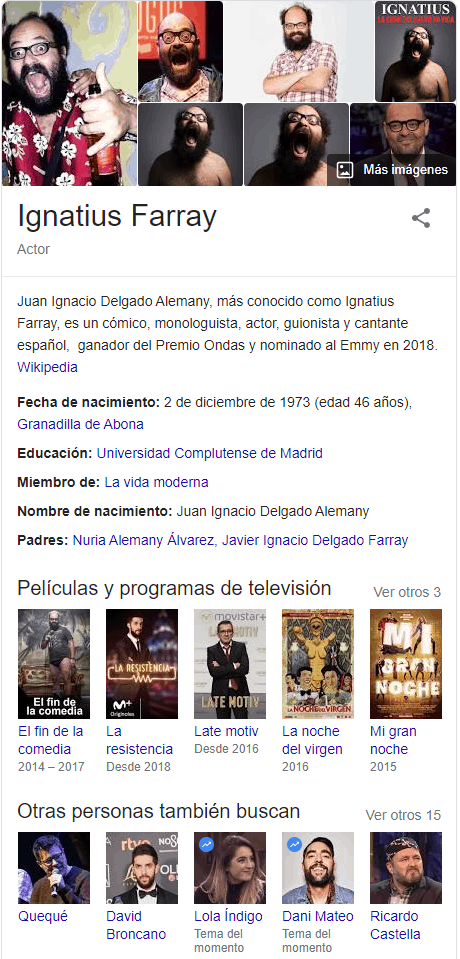 IGNATIUS
LA COMEDIA SALVÓ MI VIDA
Más imágenes
Ignatius Farray
Actor
Juan Ignacio Delgado Alemany, más conocido como Ignatius
Farray, es un cómico, monologuista, actor, guionista y cantante
español, ganador del Premio Ondas y nominado al Emmy en 2018.
Wikipedia
Fecha de nacimiento: 2 de diciembre de 1973 (edad 46 años),
Granadilla de Abona
Educación: Universidad Complutense de Madrid
Miembro de: La vida moderna
Nombre de nacimiento: Juan Ignacio Delgado Alemany
Padres: Nuria Alemany Álvarez, Javier Ignacio Delgado Farray
Películas y programas de televisión
Ver otros 3
El fin de
la comedia
LA RESISTENCIA
M+
Originales
movistar+
LATE MOTIV
LA NOCHE DEL VIRGEN
MI
GRAN
NOCHE
El fin de la
comedia
2014 – 2017
La
resistencia
Desde 2018
Late motiv
Desde 2016
La noche
del virgen
2016
Mi gran
noche
2015
Otras personas también buscan
Ver otros 15
rtve
Quequé
David
Broncano
Lola Índigo
Tema del
momento
Dani Mateo
Tema del
momento
Ricardo
Castella